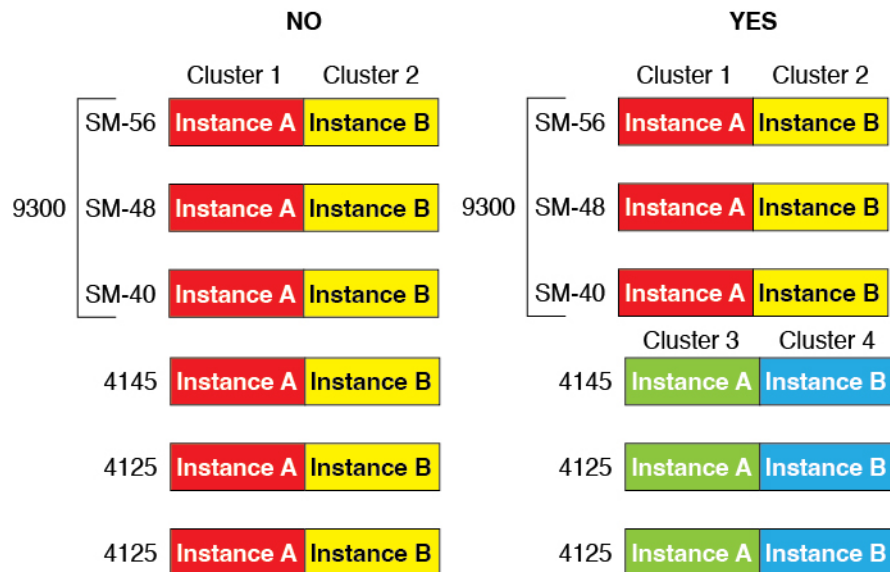 NO YES
Cluster 1 Cluster 2 Cluster 1 Cluster 2
SM-56 Instance A Instance B SM-56 Instance A Instance B
9300 SM-48 Instance A Instance B 9300 SM-48 Instance A Instance B
SM-40 Instance A Instance B SM-40 Instance A Instance B
Cluster 3 Cluster 4
4145 Instance A Instance B 4145 Instance A Instance B
4125 Instance A Instance B 4125 Instance A Instance B
4125 Instance A Instance B 4125 Instance A Instance B